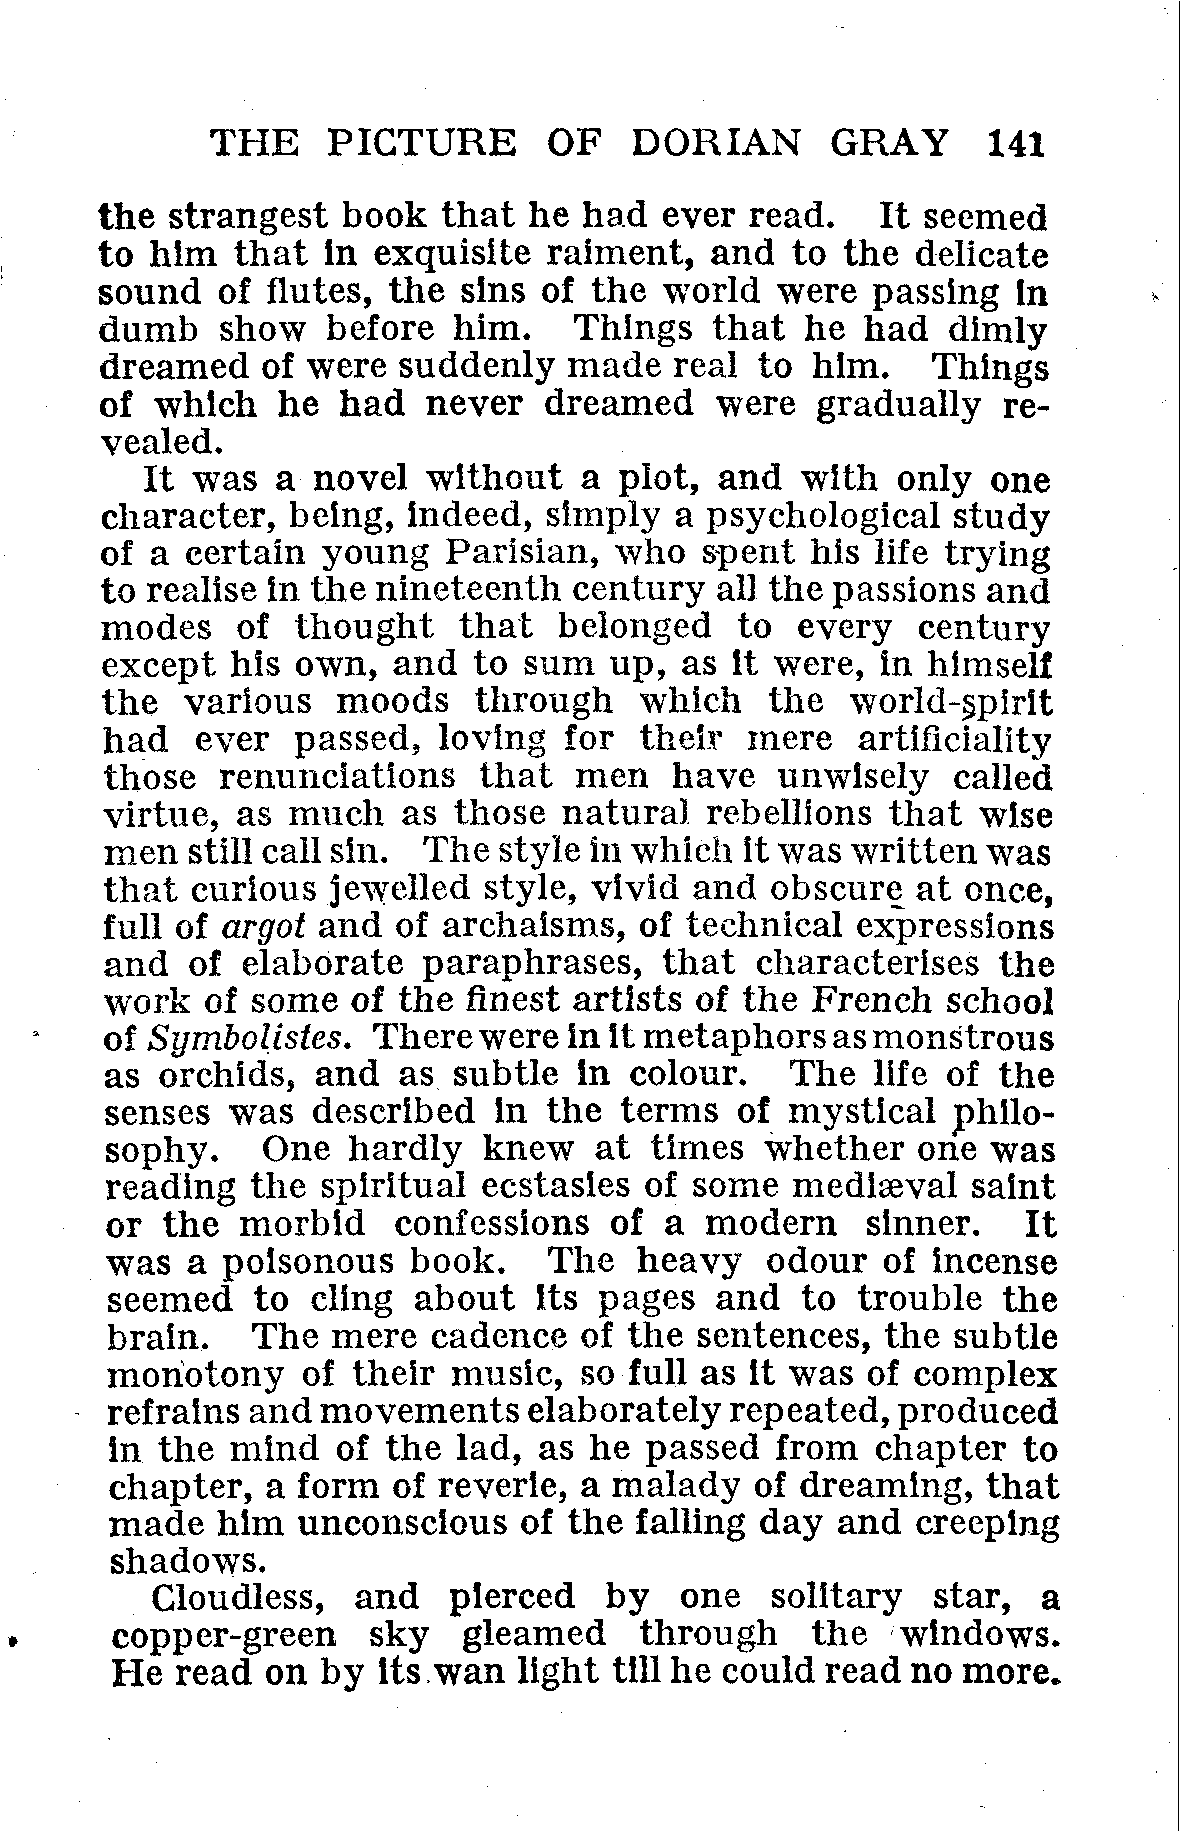 THE PICTURE OF DORIAN GRAY 141
the strangest book that he had ever read. It seemed
to him that in exquisite raiment, and to the delicate
sound of flutes, the sins of the world were passing in
dumb show before him. Things that he had dimly
dreamed of were suddenly made real to him. Things
of which he had never dreamed were gradually re-
vealed.
It was a novel without a plot, and with only one
character, being, indeed, simply a psychological study
of a certain young Parisian, who spent his life trying
to realise in the nineteenth century all the passions and
modes of thought that belonged to every century
except his own, and to sum up, as it were, in himself
the various moods through which the world-spirit
had ever passed, loving for their mere artificiality
those renunciations that men have unwisely called
virtue, as much as those natural rebellions that wise
men still call sin. The style in which it was written was
that curious jewelled style, vivid and obscure at once,
full of argot and of archaisms, of technical expressions
and of elaborate paraphrases, that characterises the
work of some of the finest artists of the French school
of Symbolistes. There were in it metaphors as monstrous
as orchids, and as subtle in colour. The life of the
senses was described in the terms of mystical philo-
sophy. One hardly knew at times whether one was
reading the spiritual ecstasies of some mediæval saint
or the morbid confessions of a modern sinner. It
was a poisonous book. The heavy odour of incense
seemed to cling about its pages and to trouble the
brain. The mere cadence of the sentences, the subtle
monotony of their music, so full as it was of complex
refrains and movements elaborately repeated, produced
in the mind of the lad, as he passed from chapter to
chapter, a form of reverie, a malady of dreaming, that
made him unconscious of the falling day and creeping
shadows.
Cloudless, and pierced by one solitary star, a
copper-green sky gleamed through the windows.
He read on by its wan light till he could read no more.